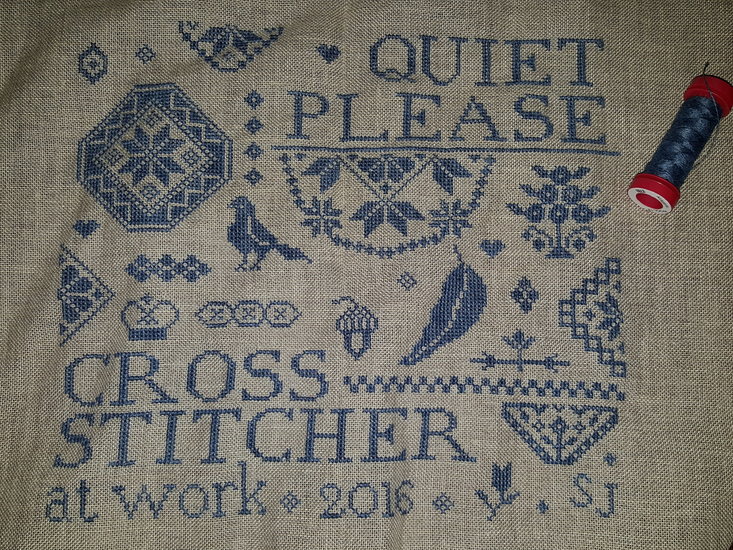 QUIET
PLEASE
CROSS
STITCHER
at work 2016 SJ